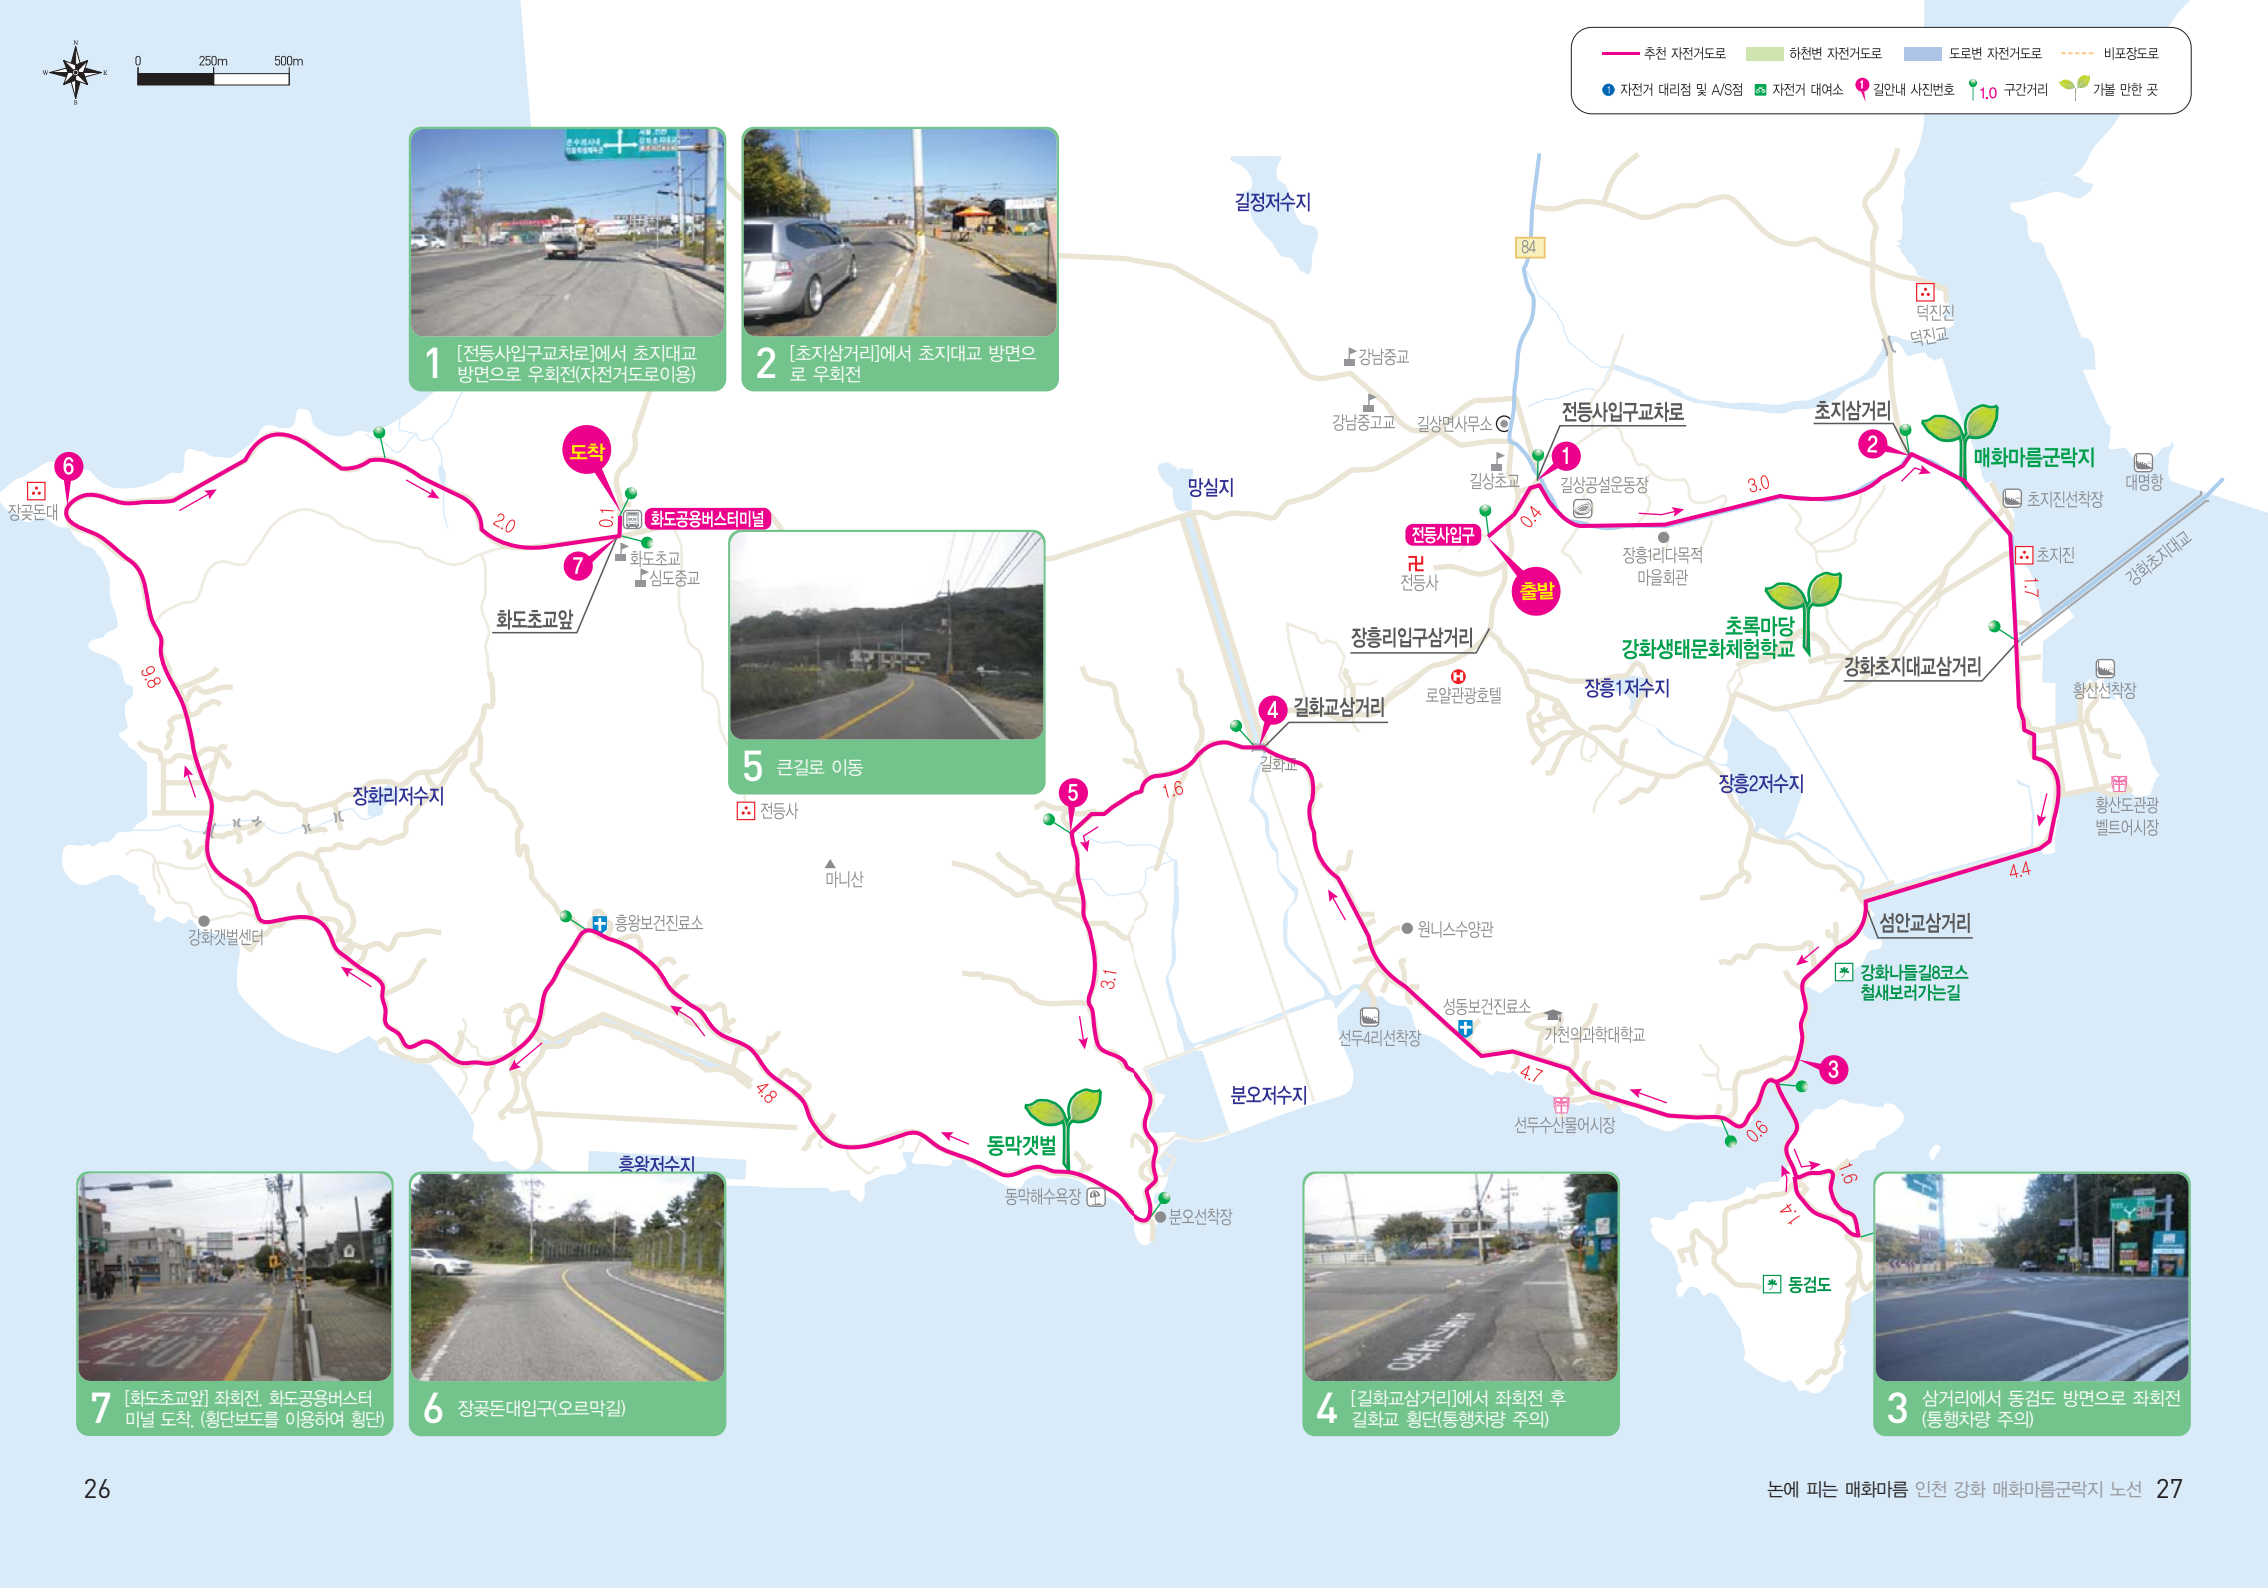 N
W
E
S
0
250m
500m
추천 자전거도로
하천변 자전거도로
도로변 자전거도로
비포장도로
1 자전거 대리점 및 A/S점
자전거 대여소
1 길안내 사진번호
1.0 구간거리
가볼 만한 곳
1 [전등사입구교차로]에서 초지대교
방면으로 우회전(자전거도로이용)
2 [초지삼거리]에서 초지대교 방면으
로 우회전
길정저수지
84
덕진진
덕진교
강남중교
강남중고교
길상면사무소
전등사입구교차로
초지삼거리
1
2
매화마름군락지
대명항
초지진선착장
길상초교
길상공설운동장
3.0
0.4
전등사입구
전등사
출발
장흥1리다목적
마을회관
초지진
강화초지대교
1.7
초록마당
강화생태문화체험학교
강화초지대교삼거리
장흥리입구삼거리
로얄관광호텔
장흥1저수지
황산선착장
장흥2저수지
황산도관광
벨트어시장
4.4
섬안교삼거리
강화나들길8코스
철새보러가는길
6
장곶돈대
도착
2.0
0.1
화도공용버스터미널
7
화도초교
심도중교
화도초교앞
망실지
9.8
5 큰길로 이동
전등사
마니산
4
길화교삼거리
길화교
5
1.6
장화리저수지
강화갯벌센터
흥왕보건진료소
3.1
원니스수양관
선두4리선착장
성동보건진료소
가천의과학대학교
4.7
선두수산물어시장
3
0.6
1.6
1.4
동검도
분오저수지
4.8
동막갯벌
동막해수욕장
분오선착장
흥왕저수지
7 [화도초교앞] 좌회전. 화도공용버스터
미널 도착. (횡단보도를 이용하여 횡단)
6 장곶돈대입구(오르막길)
4 [길화교삼거리]에서 좌회전 후
길화교 횡단(통행차량 주의)
3 삼거리에서 동검도 방면으로 좌회전
(통행차량 주의)
26
논에 피는 매화마름 인천 강화 매화마름군락지 노선 27